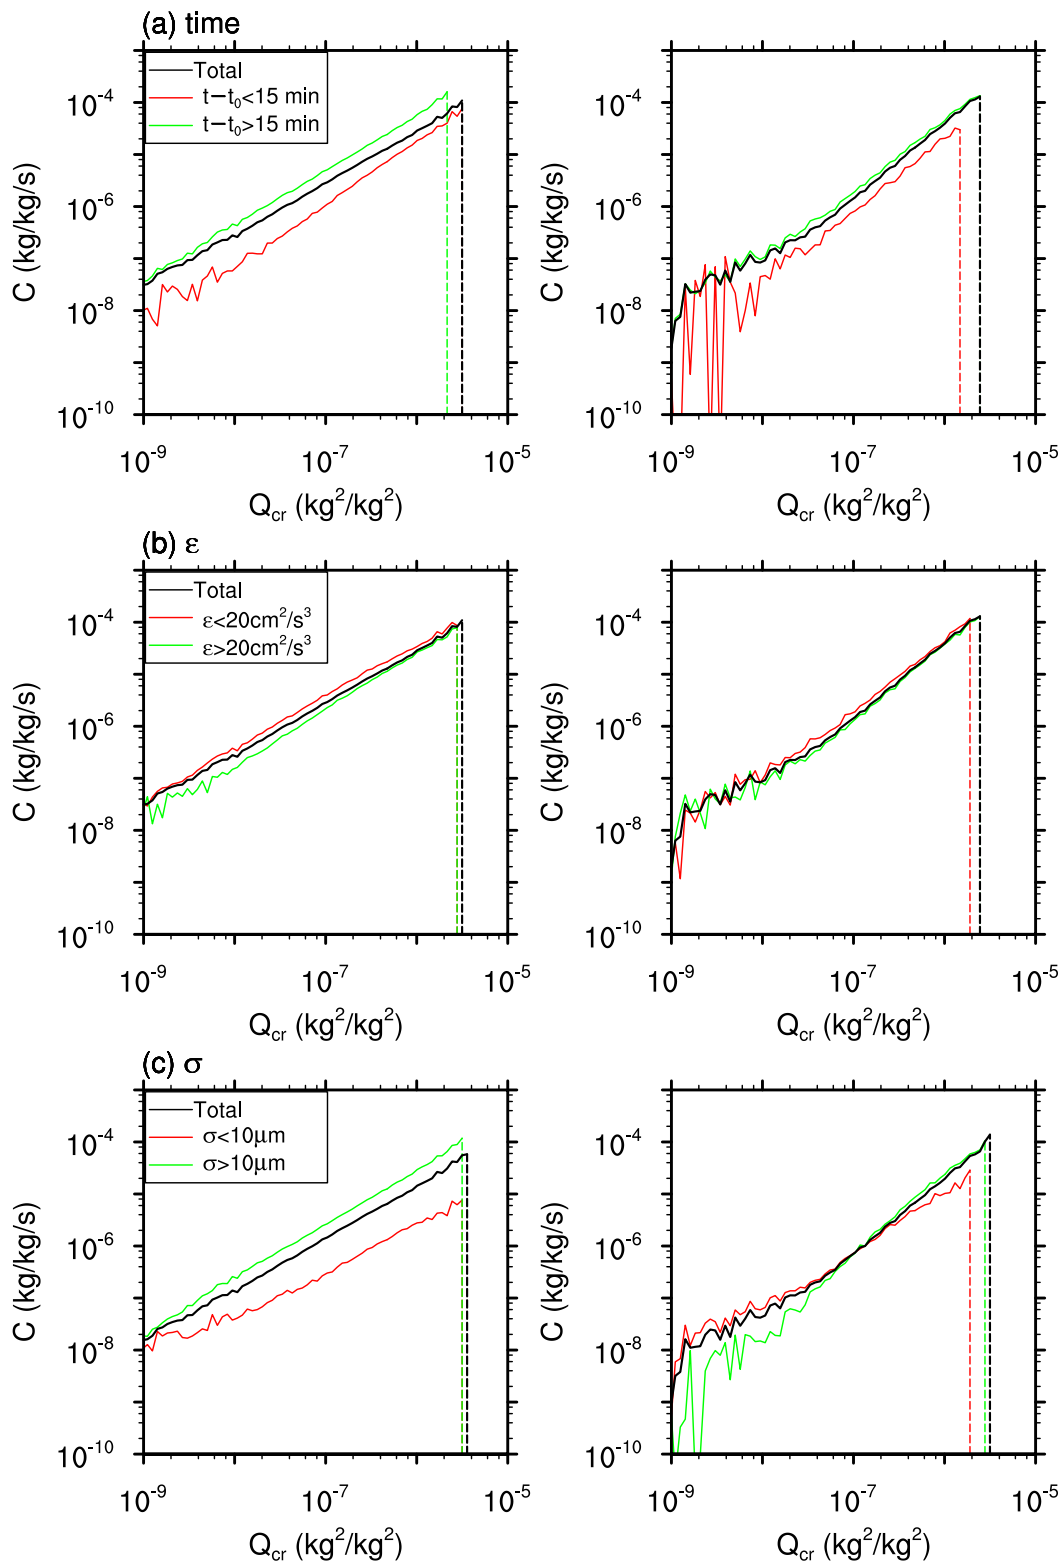 (a) time
Total
t−t₀<15 min
t−t₀>15 min
C (kg/kg/s)
10⁻⁴
10⁻⁶
10⁻⁸
10⁻¹⁰
10⁻⁹ 10⁻⁷ 10⁻⁵
Q_cr (kg²/kg²)
C (kg/kg/s)
10⁻⁴
10⁻⁶
10⁻⁸
10⁻¹⁰
10⁻⁹ 10⁻⁷ 10⁻⁵
Q_cr (kg²/kg²)
(b) ε
Total
ε<20cm²/s³
ε>20cm²/s³
C (kg/kg/s)
10⁻⁴
10⁻⁶
10⁻⁸
10⁻¹⁰
10⁻⁹ 10⁻⁷ 10⁻⁵
Q_cr (kg²/kg²)
C (kg/kg/s)
10⁻⁴
10⁻⁶
10⁻⁸
10⁻¹⁰
10⁻⁹ 10⁻⁷ 10⁻⁵
Q_cr (kg²/kg²)
(c) σ
Total
σ<10μm
σ>10μm
C (kg/kg/s)
10⁻⁴
10⁻⁶
10⁻⁸
10⁻¹⁰
10⁻⁹ 10⁻⁷ 10⁻⁵
Q_cr (kg²/kg²)
C (kg/kg/s)
10⁻⁴
10⁻⁶
10⁻⁸
10⁻¹⁰
10⁻⁹ 10⁻⁷ 10⁻⁵
Q_cr (kg²/kg²)